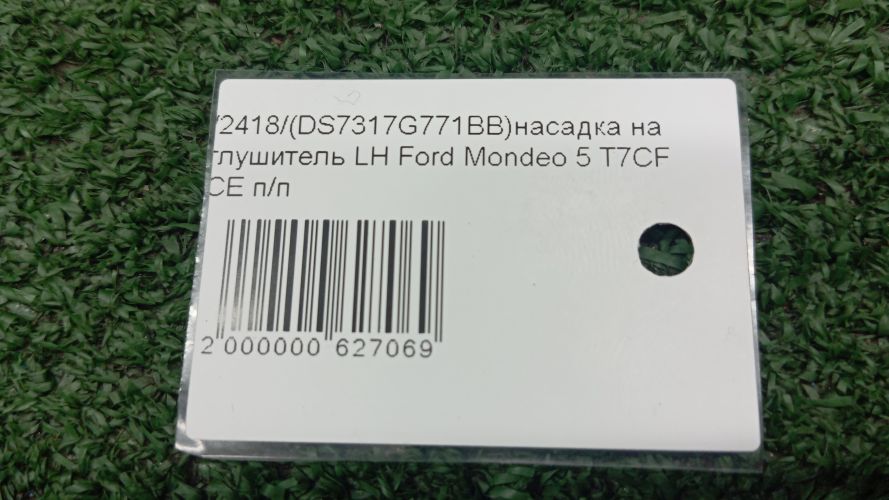 /2418/(DS7317G771BB)насадка на
глушитель LH Ford Mondeo 5 T7CF
CE п/п
2 000000 627069